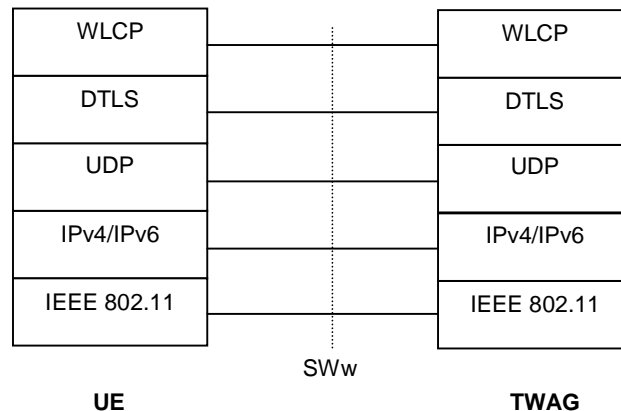 WLCP
WLCP
DTLS
DTLS
UDP
UDP
IPv4/IPv6
IPv4/IPv6
IEEE 802.11
IEEE 802.11
SWw
UE
TWAG